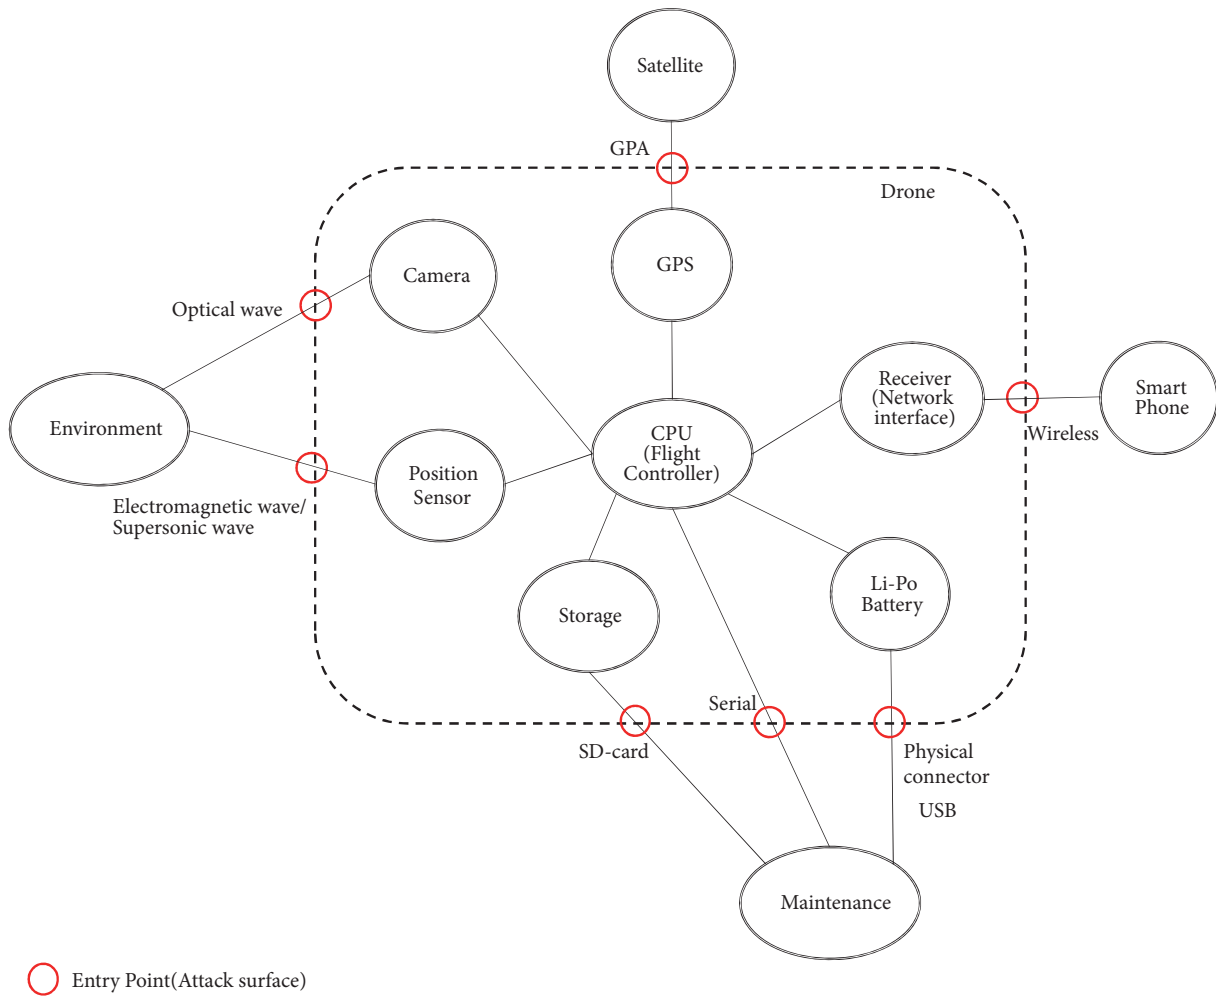 Satellite
GPA
Drone
GPS
Camera
Optical wave
Receiver
(Network
interface)
Smart
Phone
Environment
CPU
(Flight
Controller)
Wireless
Position
Sensor
Electromagnetic wave/
Supersonic wave
Li-Po
Battery
Storage
Serial
SD-card
Physical
connector
USB
Maintenance
Entry Point(Attack surface)